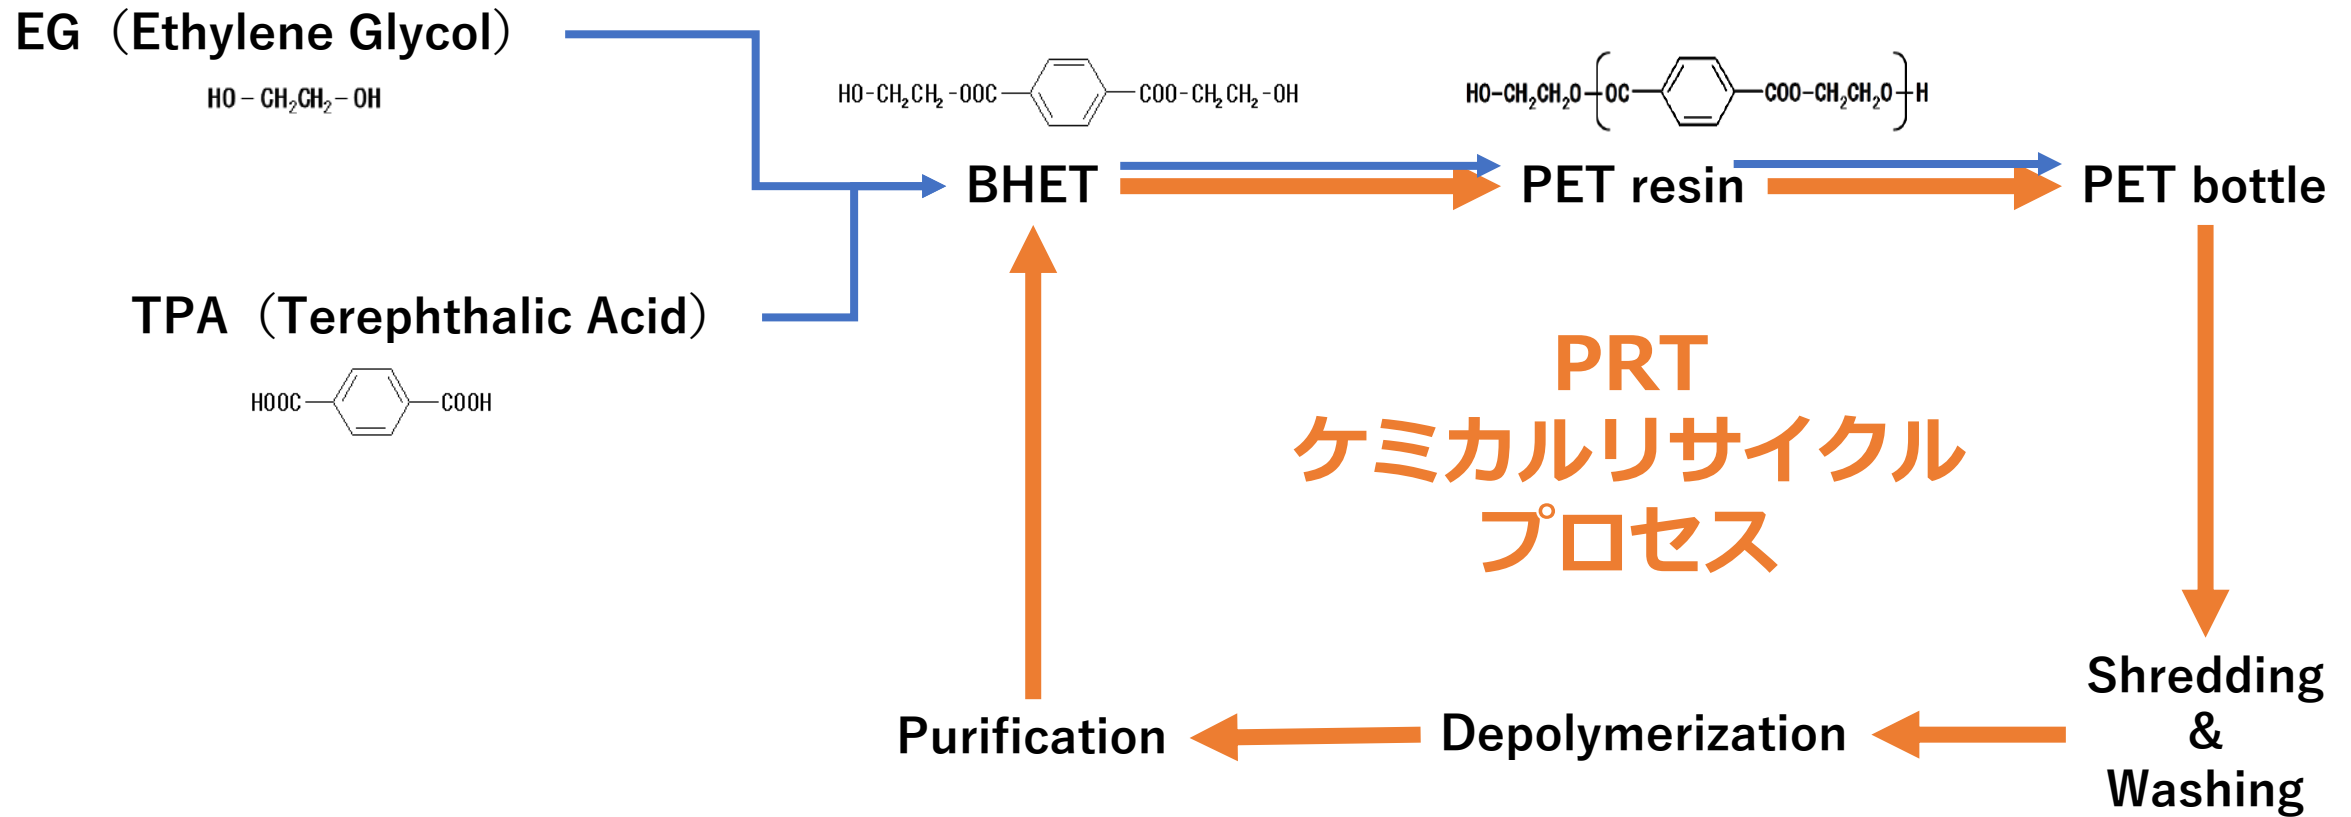 EG（Ethylene Glycol）
HO－CH₂CH₂－OH
HO-CH₂CH₂-OOC
COO-CH₂CH₂-OH
HO-CH₂CH₂O
OC
COO-CH₂CH₂O
H
BHET
PET resin
PET bottle
TPA（Terephthalic Acid）
HOOC
COOH
PRT
ケミカルリサイクル
プロセス
Purification
Depolymerization
Shredding
&
Washing